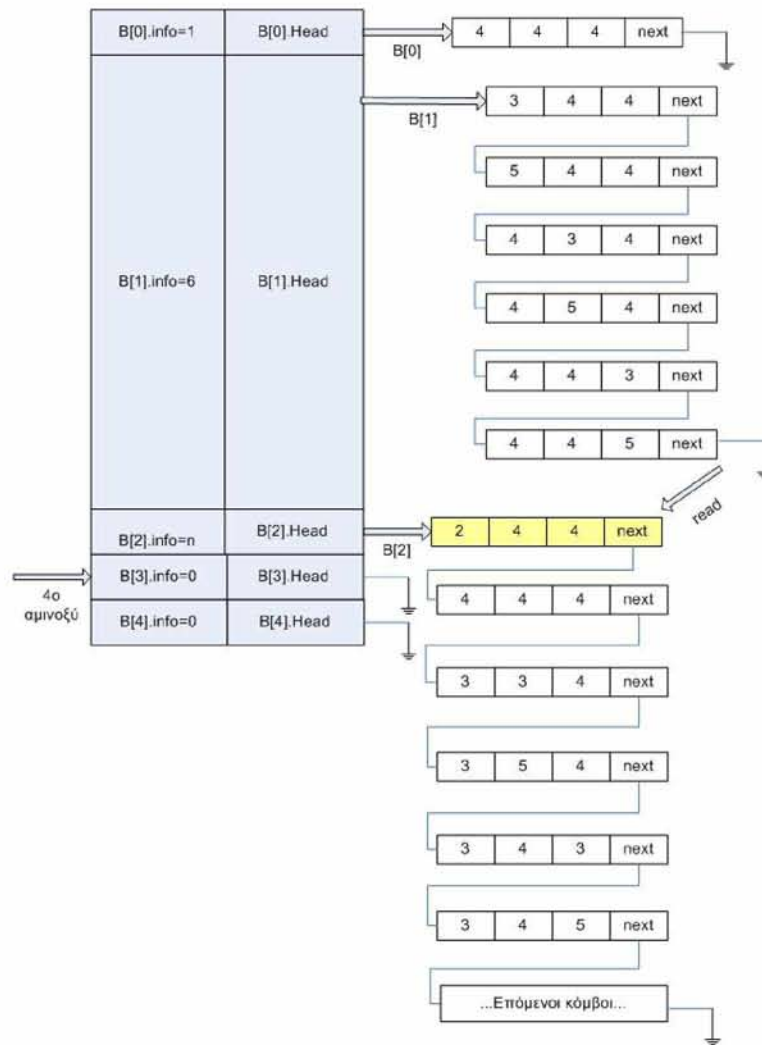 B[0].info=1 B[0].Head B[0] 4 4 4 next
B[1] 3 4 4 next
5 4 4 next
4 3 4 next
B[1].info=6 B[1].Head
4 5 4 next
4 4 3 next
4 4 5 next
read
B[2].info=n B[2].Head B[2] 2 4 4 next
4ο
αμινοξύ
B[3].info=0 B[3].Head
4 4 4 next
B[4].info=0 B[4].Head
3 3 4 next
3 5 4 next
3 4 3 next
3 4 5 next
...Επόμενοι κόμβοι...